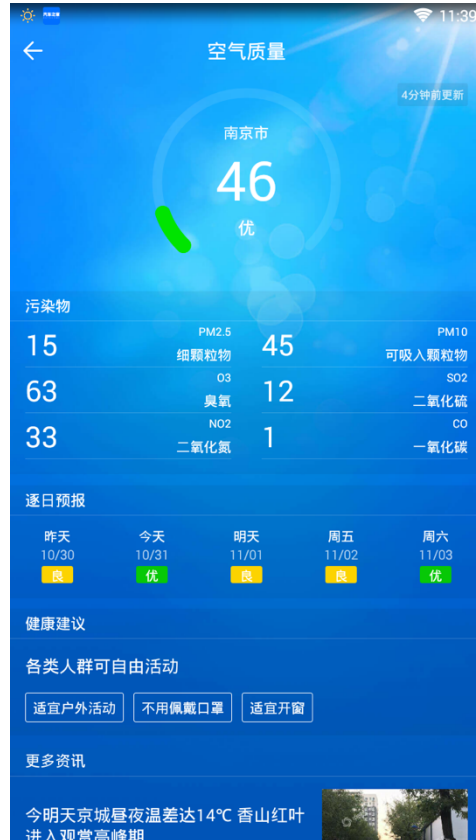 11:39
空气质量
4分钟前更新
南京市
46
优
污染物
15 PM2.5 细颗粒物
45 PM10 可吸入颗粒物
63 O3 臭氧
12 SO2 二氧化硫
33 NO2 二氧化氮
1 CO 一氧化碳
逐日预报
昨天 今天 明天 周五 周六
10/30 10/31 11/01 11/02 11/03
良 优 良 良 优
健康建议
各类人群可自由活动
适宜户外活动 不用佩戴口罩 适宜开窗
更多资讯
今明天京城昼夜温差达14℃ 香山红叶
进入观赏高峰期